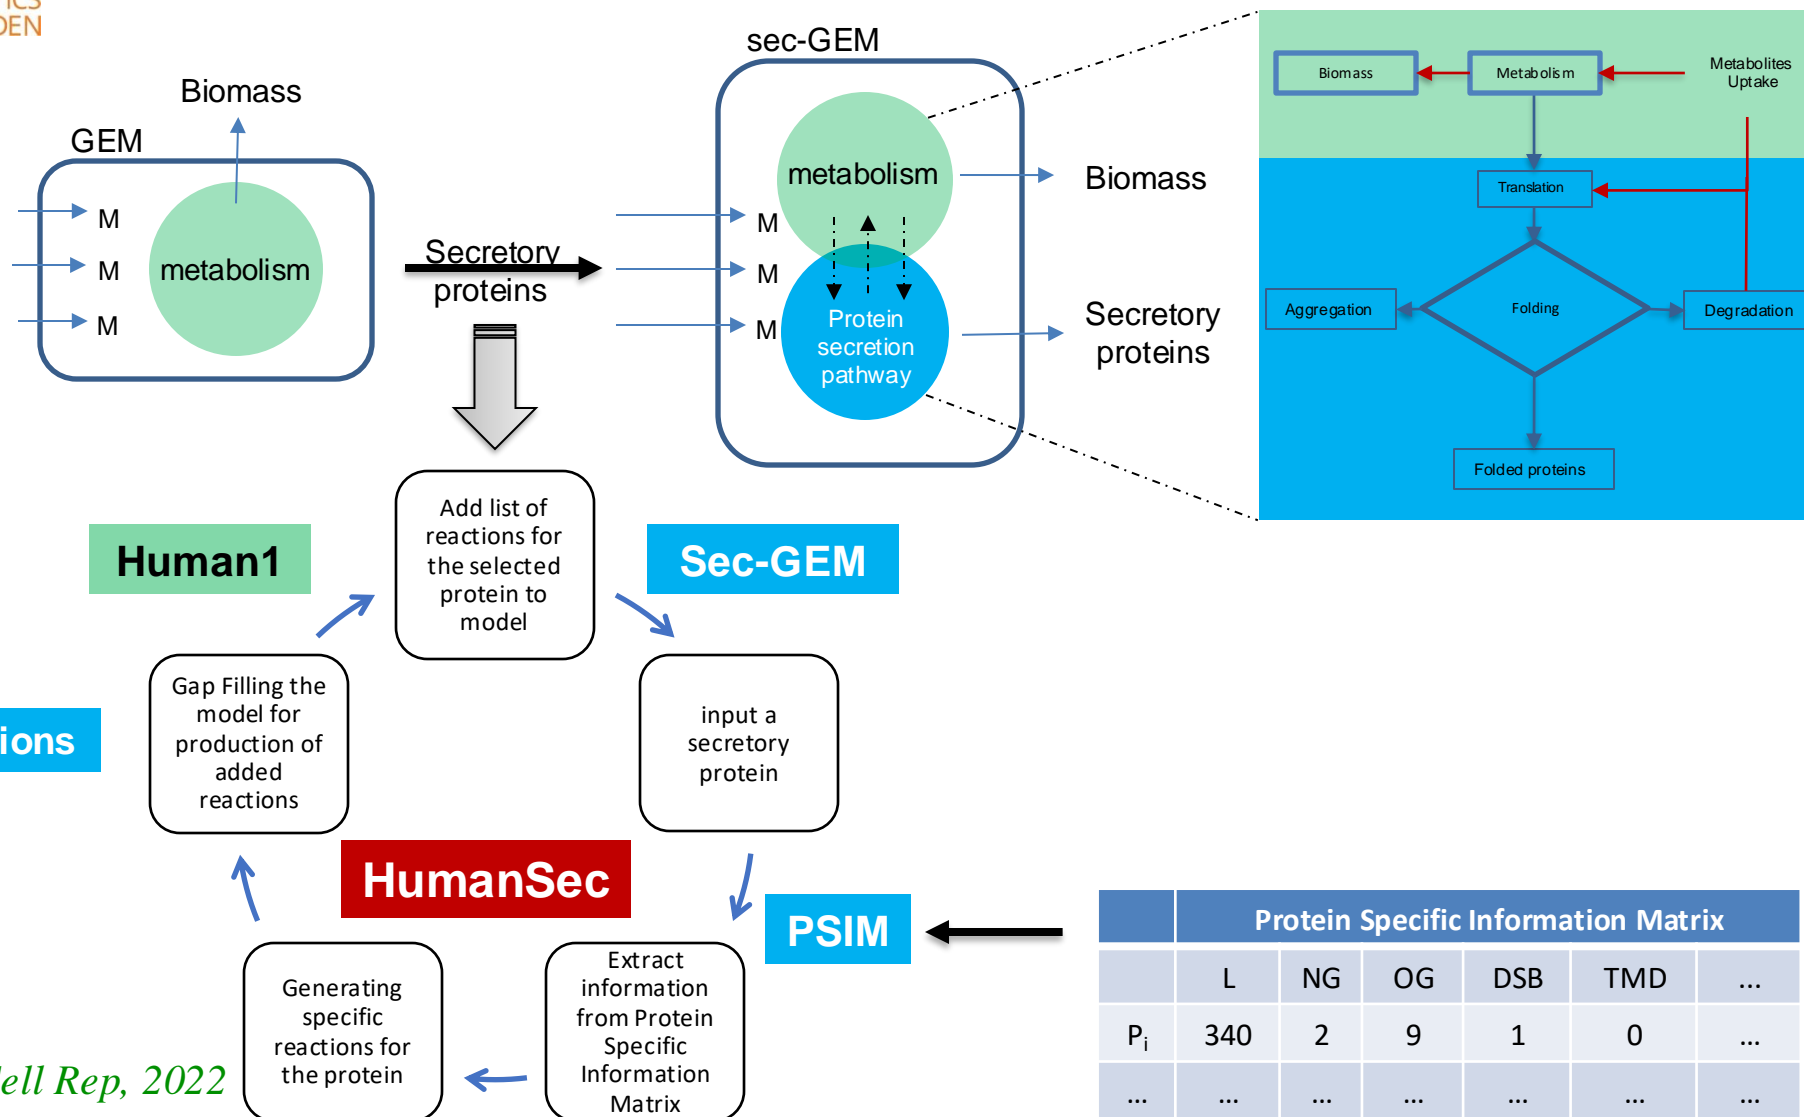 DEN
sec-GEM
Biomass
GEM
metabolism
M
M
M
Secretory
proteins
metabolism
M
M
M
Protein
secretion
pathway
Biomass
Secretory
proteins
Biomass
Metabolism
Metabolites
Uptake
Translation
Aggregation
Folding
Degradation
Folded proteins
Human1
Add list of
reactions for
the selected
protein to
model
Sec-GEM
Gap Filling the
model for
production of
added
reactions
input a
secretory
protein
ions
HumanSec
PSIM
Generating
specific
reactions for
the protein
Extract
information
from Protein
Specific
Information
Matrix
ell Rep, 2022
Protein Specific Information Matrix
L NG OG DSB TMD ...
Pi 340 2 9 1 0 ...
... ... ... ... ... ...